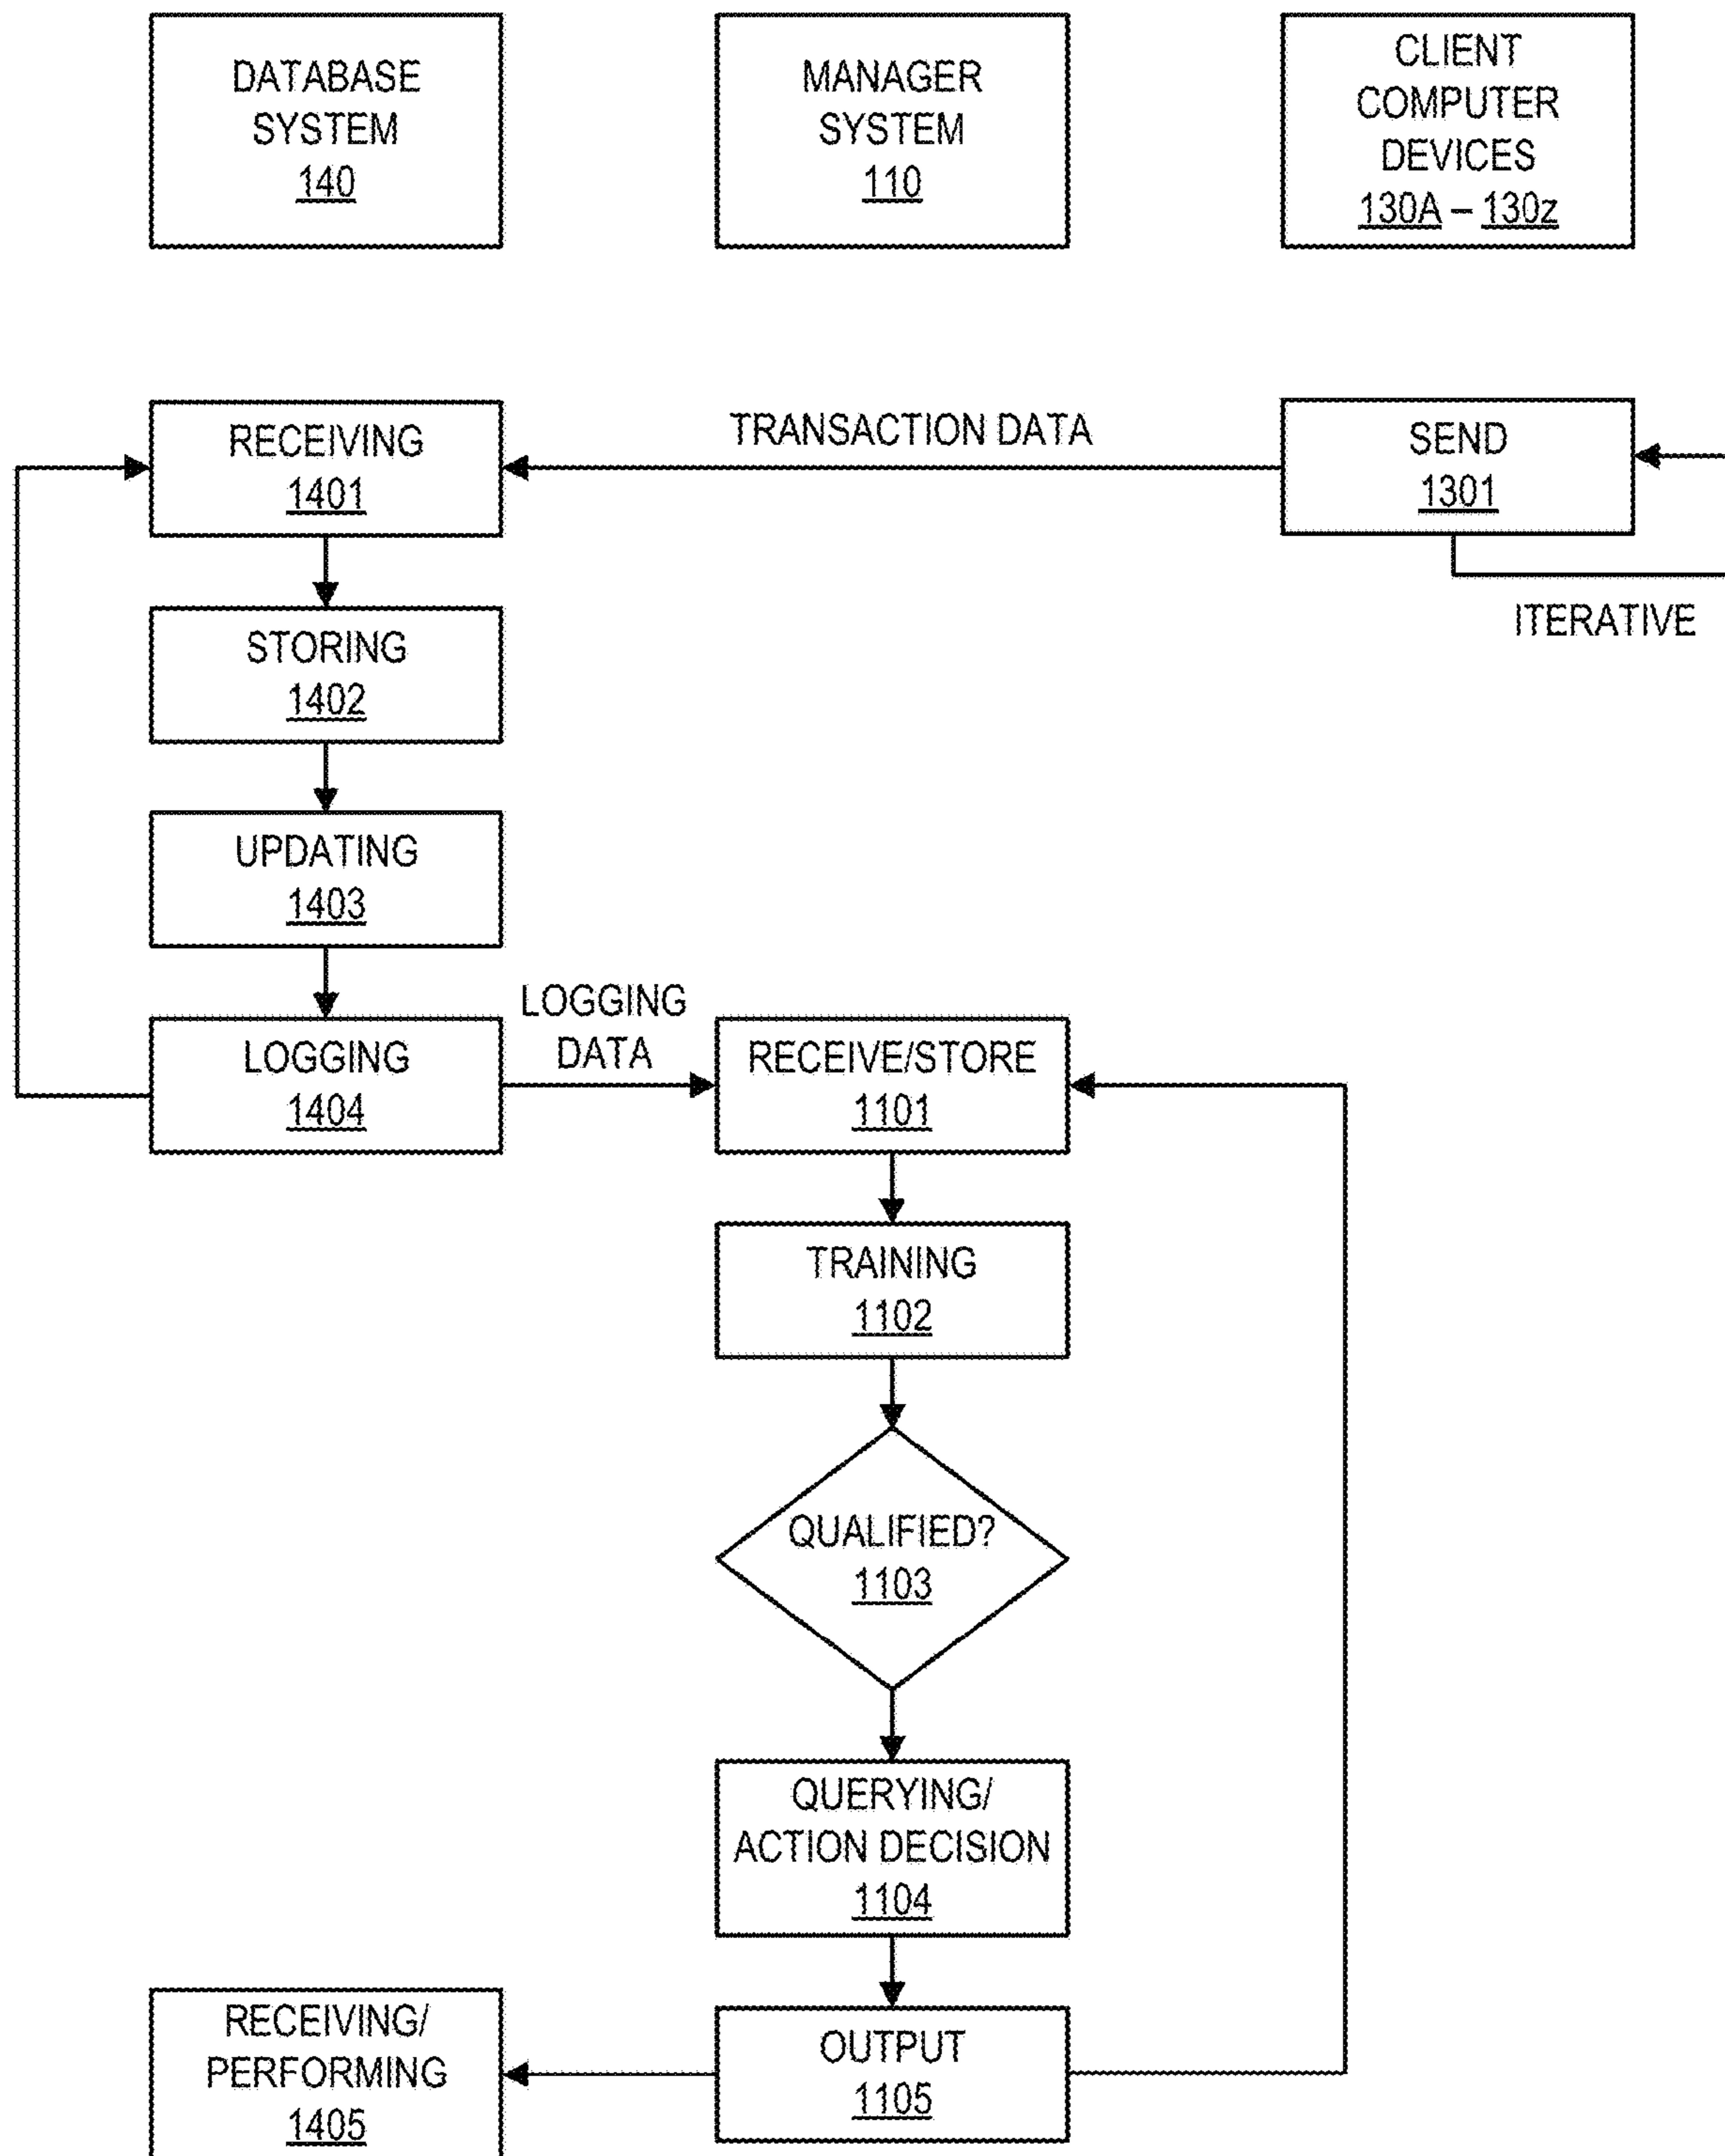 DATABASE
SYSTEM
140
MANAGER
SYSTEM
110
CLIENT
COMPUTER
DEVICES
130A – 130z
RECEIVING
1401
TRANSACTION DATA
SEND
1301
ITERATIVE
STORING
1402
UPDATING
1403
LOGGING
1404
LOGGING
DATA
RECEIVE/STORE
1101
TRAINING
1102
QUALIFIED?
1103
QUERYING/
ACTION DECISION
1104
RECEIVING/
PERFORMING
1405
OUTPUT
1105